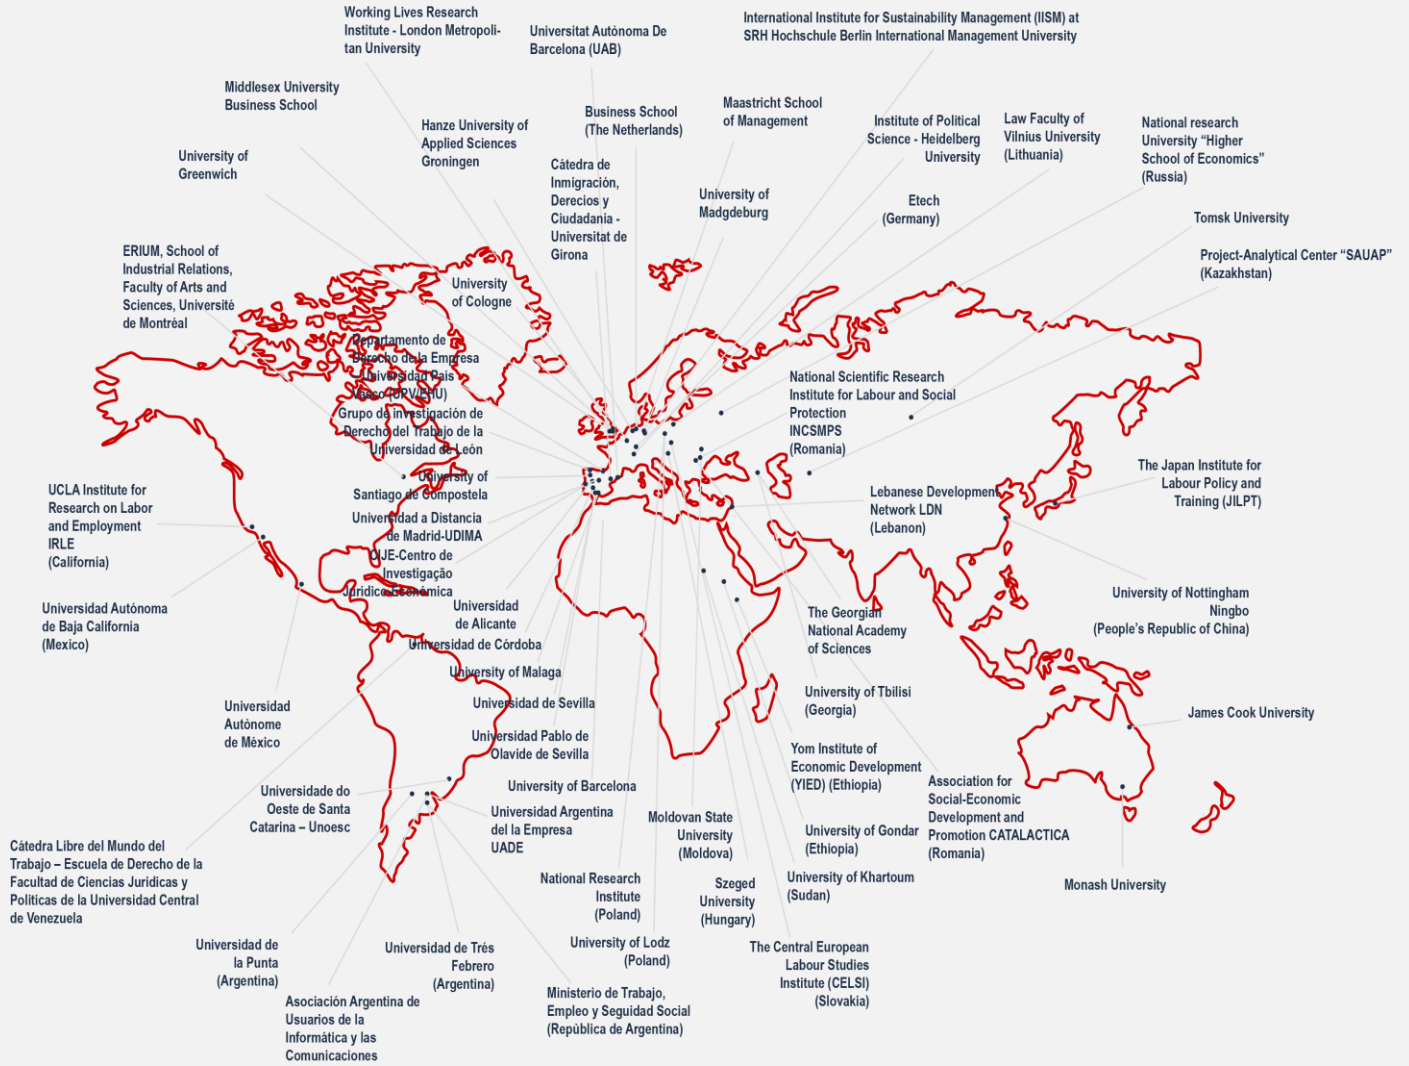 Working Lives Research
Institute - London Metropoli-
tan University
Universitat Autònoma De
Barcelona (UAB)
International Institute for Sustainability Management (IISM) at
SRH Hochschule Berlin International Management University
Middlesex University
Business School
Hanze University of
Applied Sciences
Groningen
Business School
(The Netherlands)
Maastricht School
of Management
Institute of Political
Science - Heidelberg
University
Law Faculty of
Vilnius University
(Lithuania)
National research
University “Higher
School of Economics”
(Russia)
University of
Greenwich
Cátedra de
Inmigración,
Derecios y
Ciudadania -
Universitat de
Girona
University of
Madgdeburg
Etech
(Germany)
Tomsk University
Project-Analytical Center “SAUAP”
(Kazakhstan)
ERIUM, School of
Industrial Relations,
Faculty of Arts and
Sciences, Université
de Montréal
University
of Cologne
Departamento de
Derecho de la Empresa
- Universidad Pais
Vasco (UPV/EHU)
Grupo de investigación de
Derecho del Trabajo de la
Universidad de León
University of
Santiago de Compostela
Universidad a Distancia
de Madrid-UDIMA
CIJE-Centro de
Investigação
Jurídico-Económica
National Scientific Research
Institute for Labour and Social
Protection
INCSMPS
(Romania)
The Japan Institute for
Labour Policy and
Training (JILPT)
Lebanese Development
Network LDN
(Lebanon)
UCLA Institute for
Research on Labor
and Employment
IRLE
(California)
Universidad Autónoma
de Baja California
(Mexico)
Universidad
Autónome
de México
Universidad
de Alicante
Universidad de Córdoba
University of Malaga
Universidad de Sevilla
Universidad Pablo de
Olavide de Sevilla
University of Barcelona
The Georgian
National Academy
of Sciences
University of Nottingham
Ningbo
(People’s Republic of China)
University of Tbilisi
(Georgia)
James Cook University
Yom Institute of
Economic Development
(YIED) (Ethiopia)
Association for
Social-Economic
Development and
Promotion CATALACTICA
(Romania)
Universidade do
Oeste de Santa
Catarina – Unoesc
Universidad Argentina
del la Empresa
UADE
Moldovan State
University
(Moldova)
University of Gondar
(Ethiopia)
Cátedra Libre del Mundo del
Trabajo – Escuela de Derecho de la
Facultad de Ciencias Juridicas y
Politicas de la Universidad Central
de Venezuela
National Research
Institute
(Poland)
Szeged
University
(Hungary)
University of Khartoum
(Sudan)
Monash University
Universidad de
la Punta
(Argentina)
Universidad de Trés
Febrero
(Argentina)
University of Lodz
(Poland)
The Central European
Labour Studies
Institute (CELSI)
(Slovakia)
Asociación Argentina de
Usuarios de la
Informática y las
Comunicaciones
Ministerio de Trabajo,
Empleo y Seguidad Social
(Repùblica de Argentina)